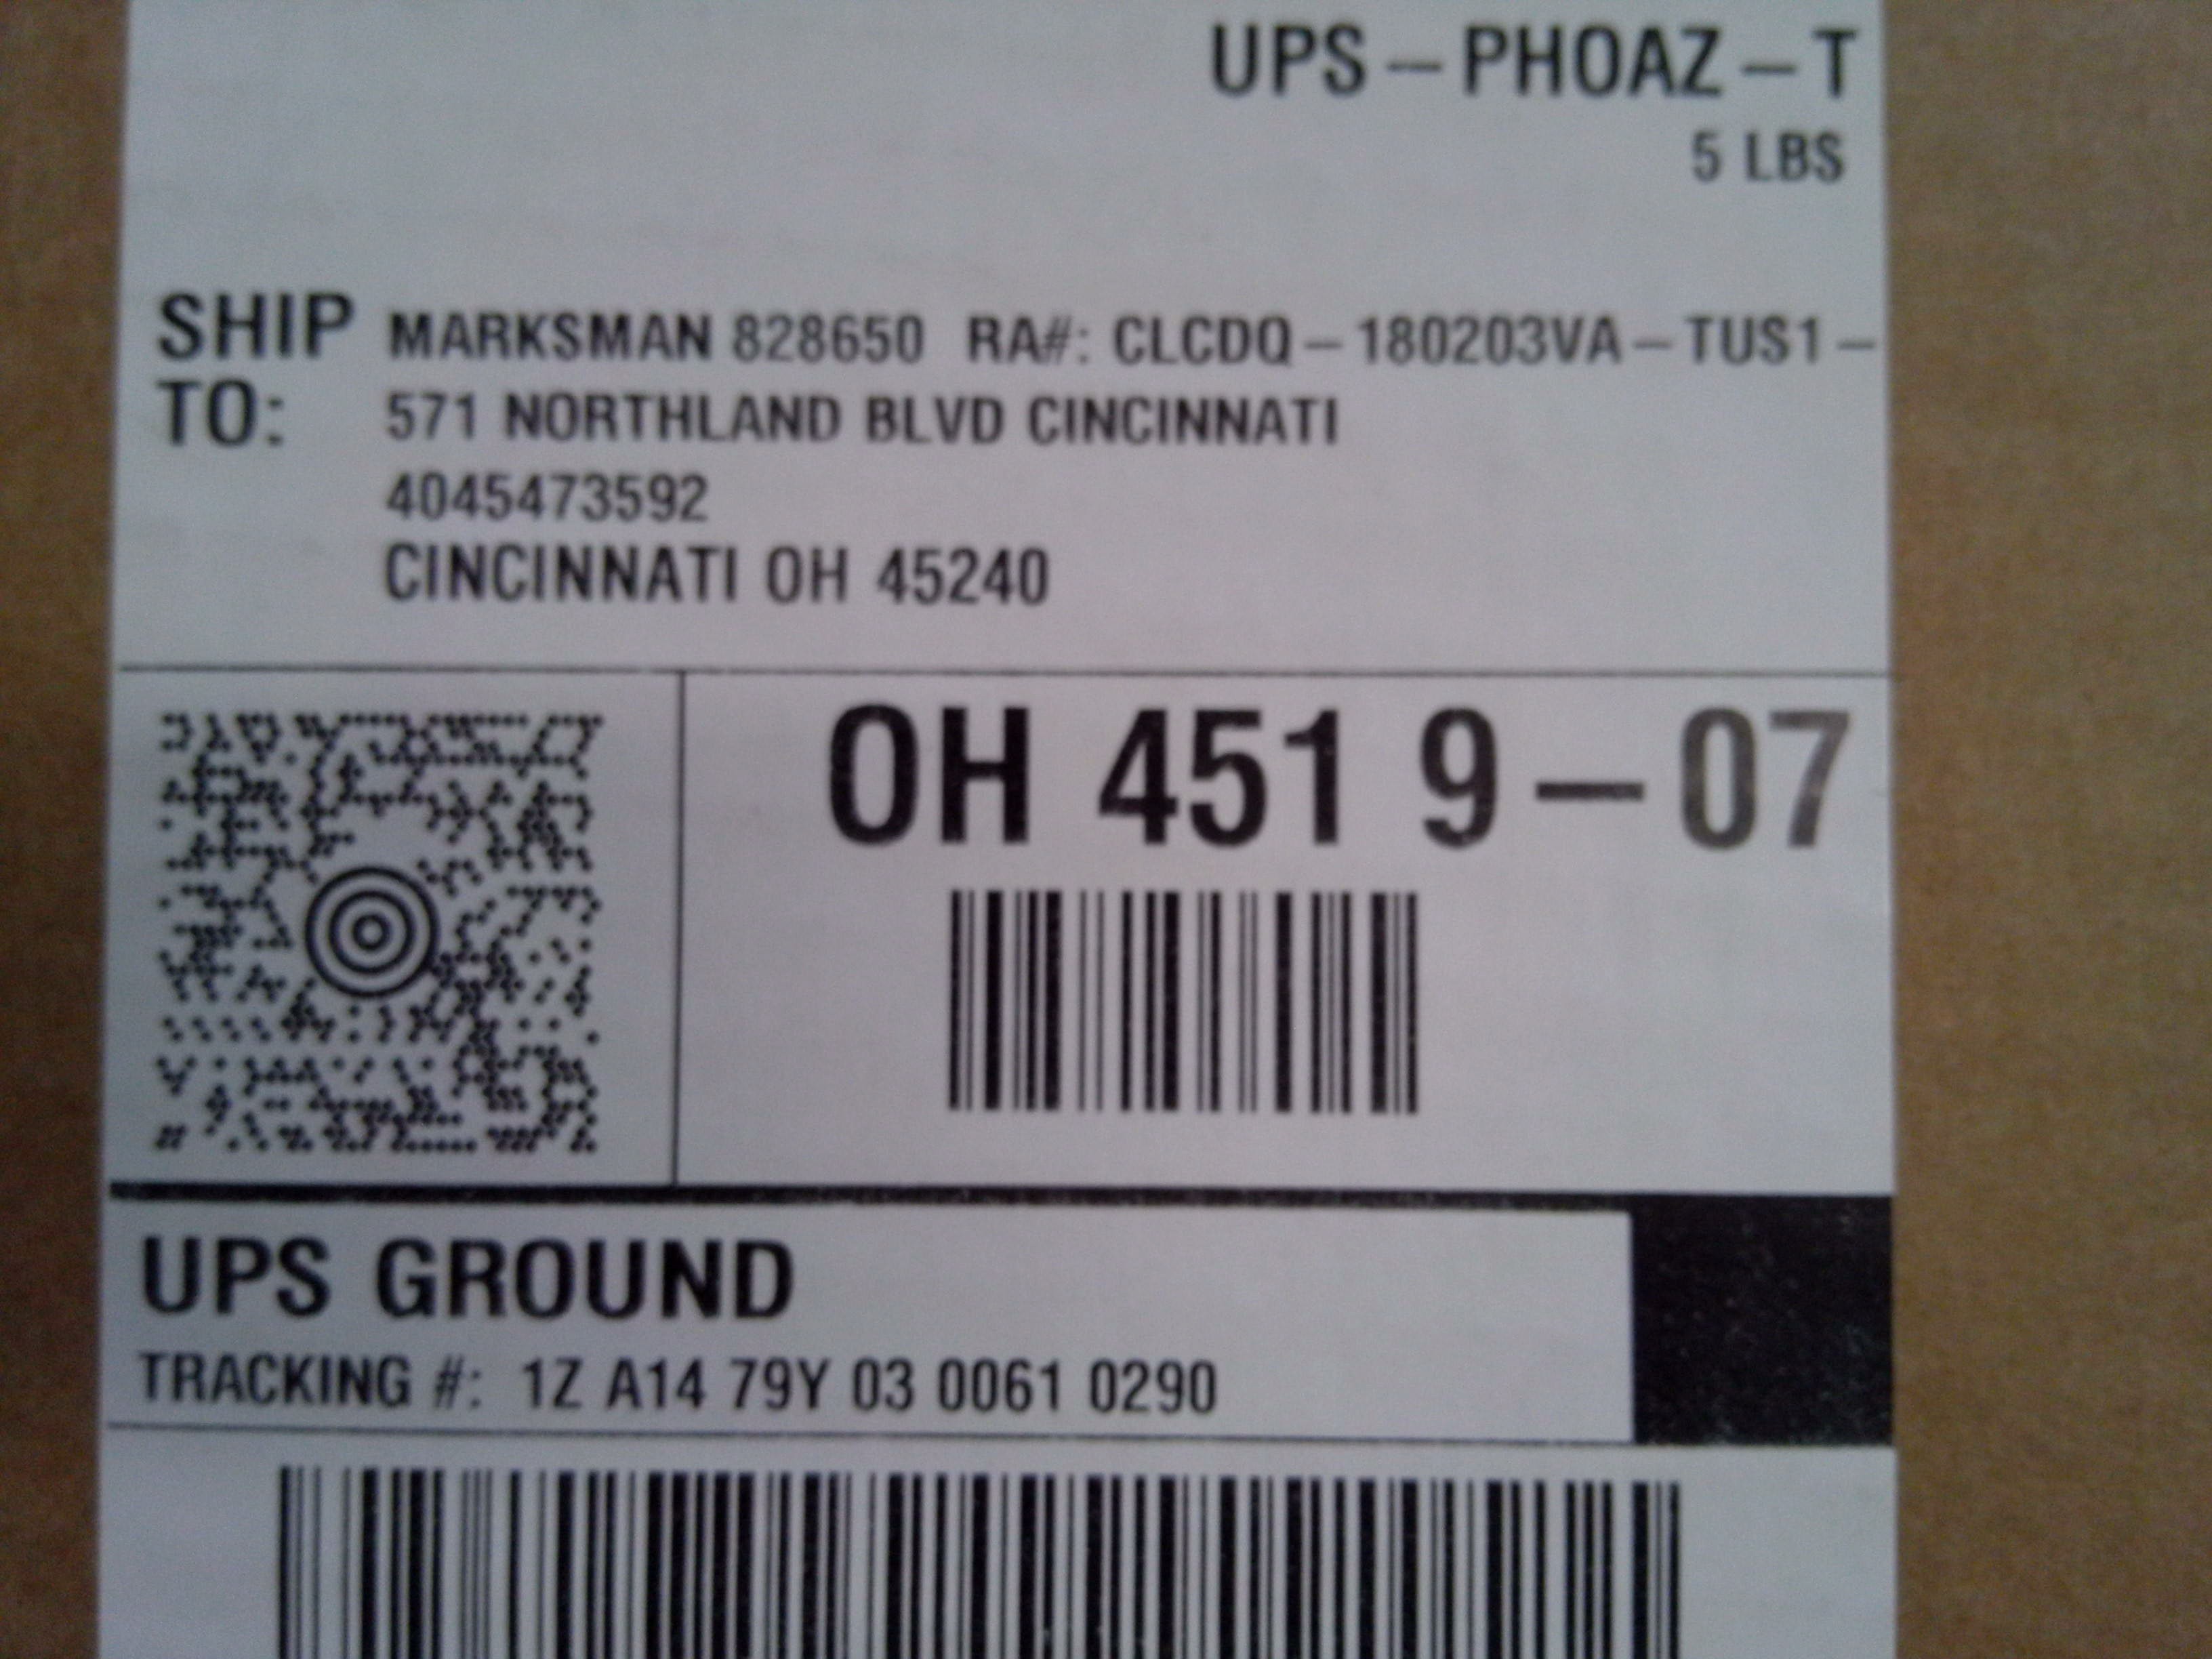 UPS – PHOAZ – T
5 LBS
SHIP TO:
MARKSMAN 828650 RA#: CLCDQ – 180203VA – TUS1 –
571 NORTHLAND BLVD CINCINNATI
4045473592
CINCINNATI OH 45240
OH 451 9 – 07
UPS GROUND
TRACKING #: 1Z A14 79Y 03 0061 0290